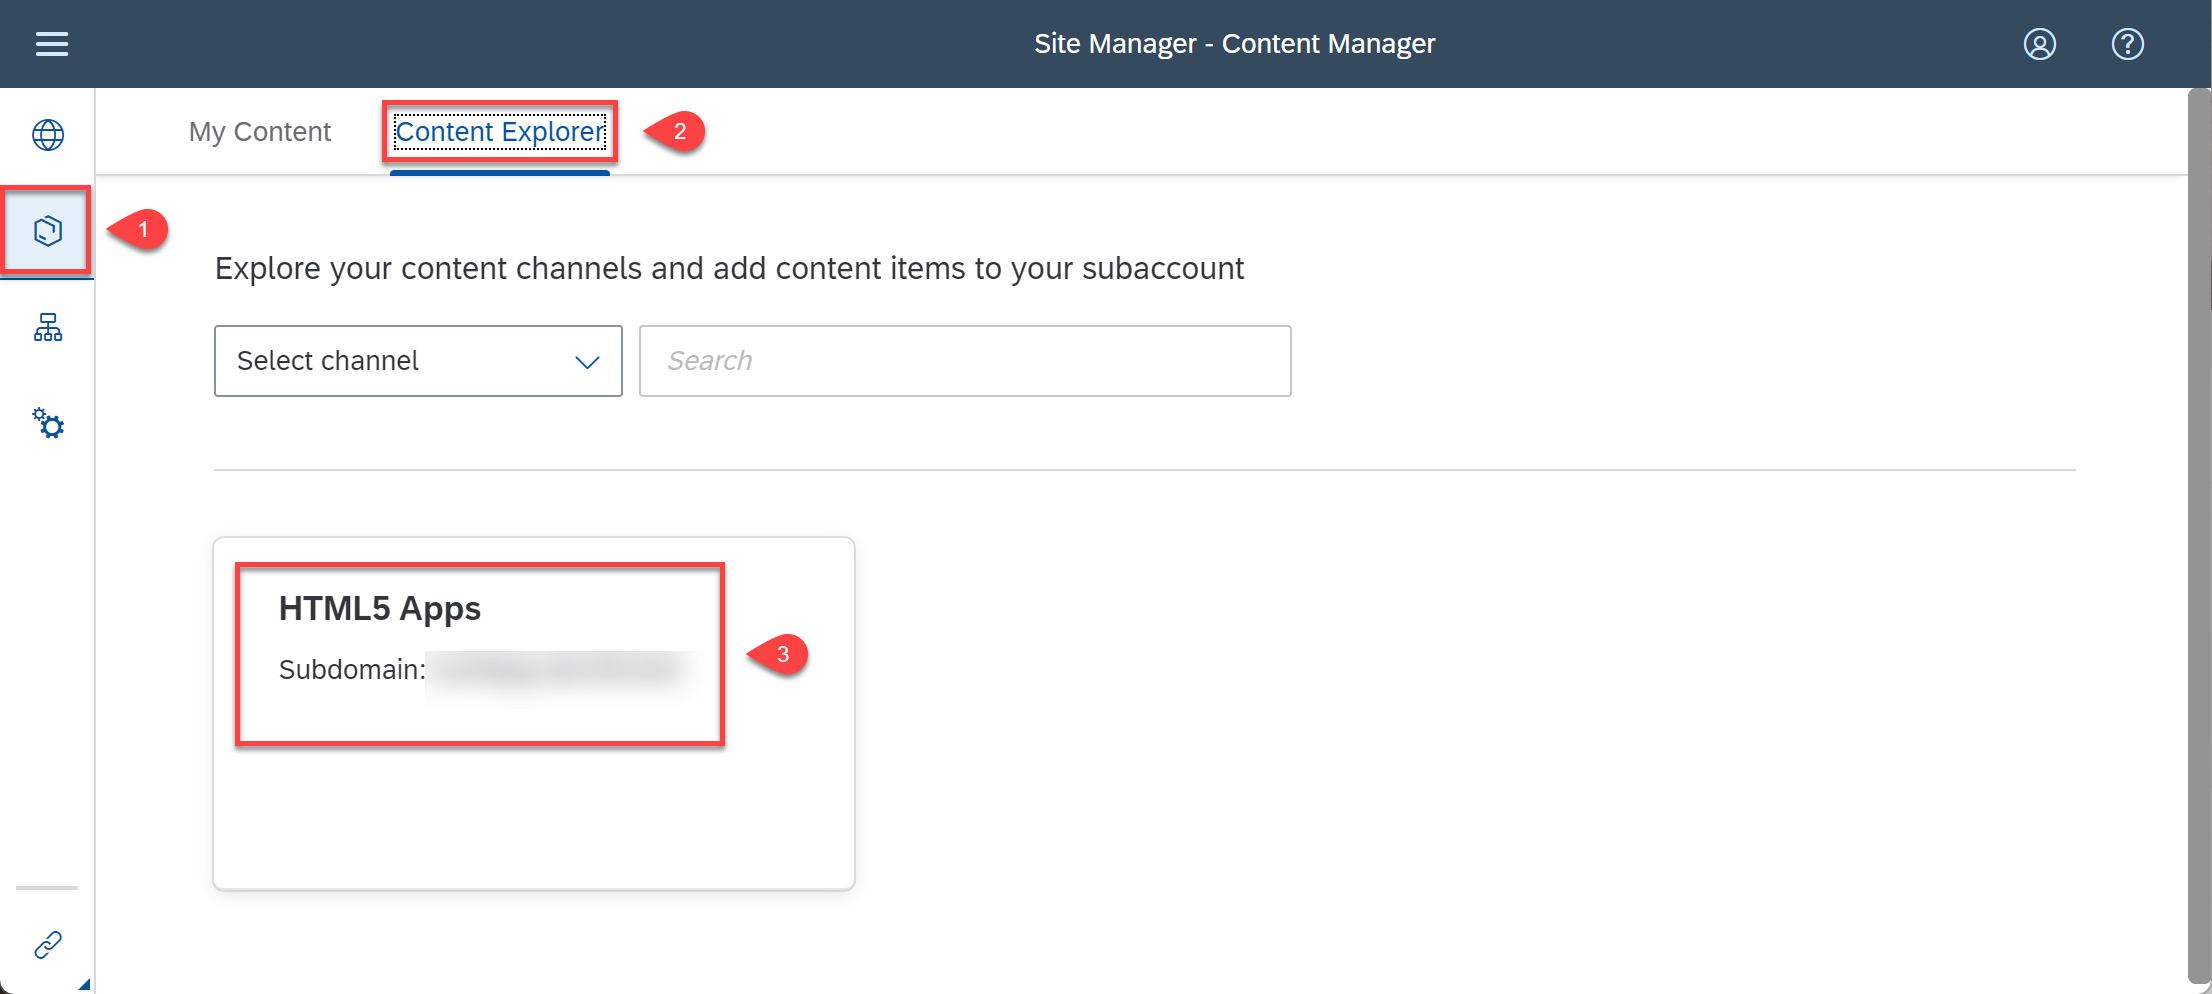 Site Manager - Content Manager
My Content
Content Explorer
2
1
Explore your content channels and add content items to your subaccount
Select channel
Search
HTML5 Apps
Subdomain:
3